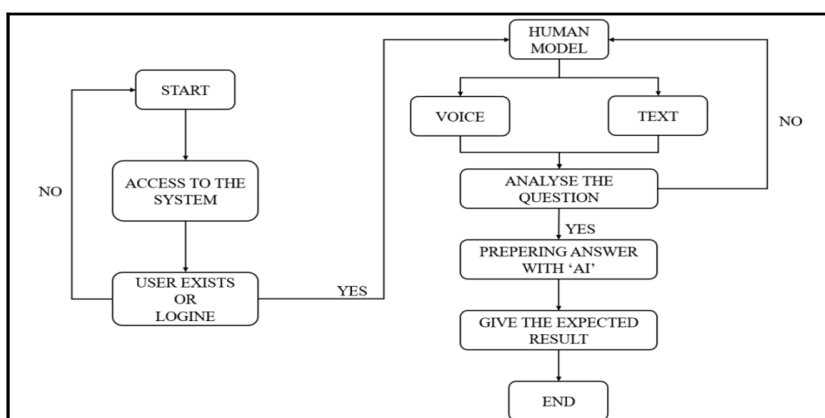 START
ACCESS TO THE
SYSTEM
USER EXISTS
OR
LOGINE
NO
YES
HUMAN
MODEL
VOICE
TEXT
ANALYSE THE
QUESTION
NO
YES
PREPERING ANSWER
WITH ‘AI’
GIVE THE EXPECTED
RESULT
END